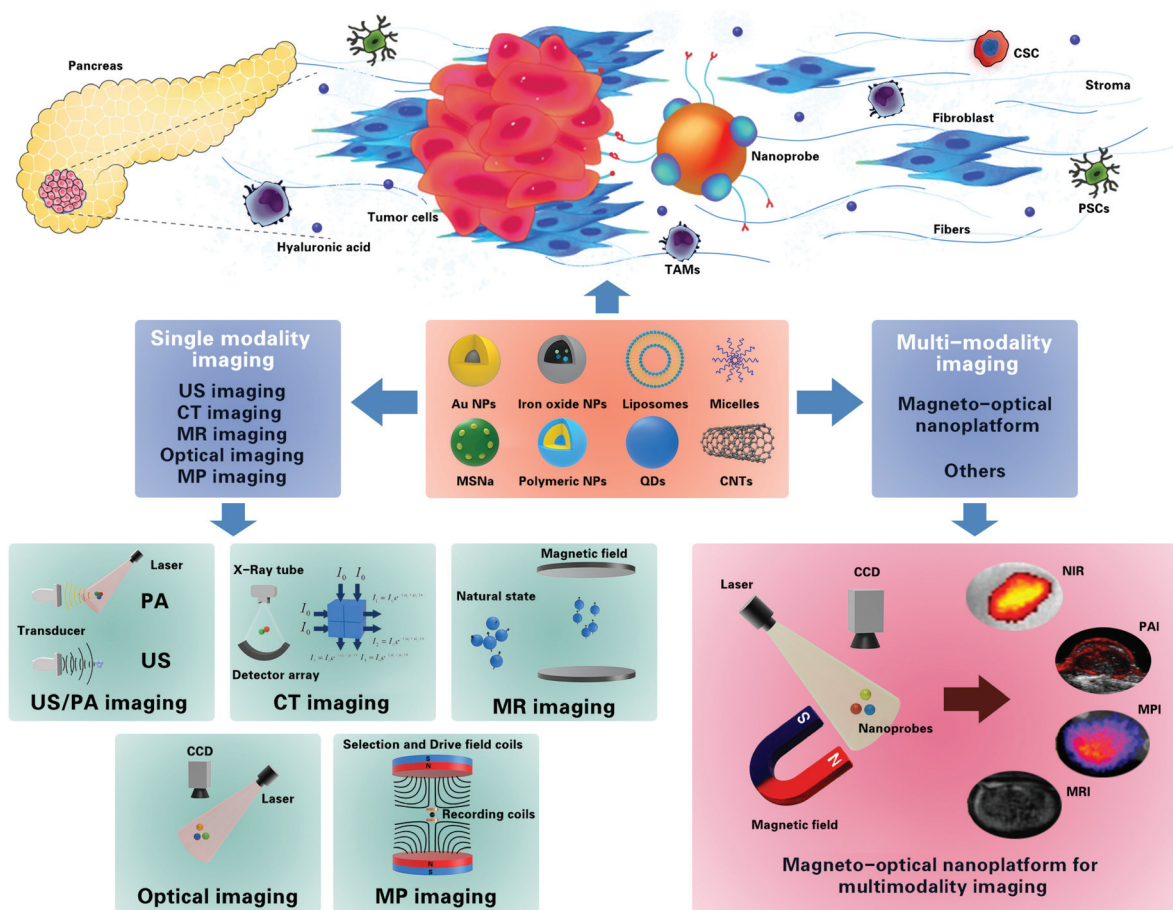 Pancreas
CSC
Stroma
Fibroblast
Nanoprobe
PSCs
Tumor cells
Hyaluronic acid
Fibers
TAMs
Single modality
imaging
US imaging
CT imaging
MR imaging
Optical imaging
MP imaging
Au NPs
Iron oxide NPs
Liposomes
Micelles
MSNa
Polymeric NPs
QDs
CNTs
Multi-modality
imaging
Magneto-optical
nanoplatform
Others
Laser
PA
Transducer
US
US/PA imaging
X-Ray tube
I₀ I₀
I₀
I₀
Detector array
CT imaging
Magnetic field
Natural state
MR imaging
CCD
Laser
Optical imaging
Selection and Drive field coils
S
N
Recording coils
N
S
MP imaging
Laser
CCD
NIR
PAI
MPI
MRI
Nanoprobes
S
N
Magnetic field
Magneto-optical nanoplatform for
multimodality imaging